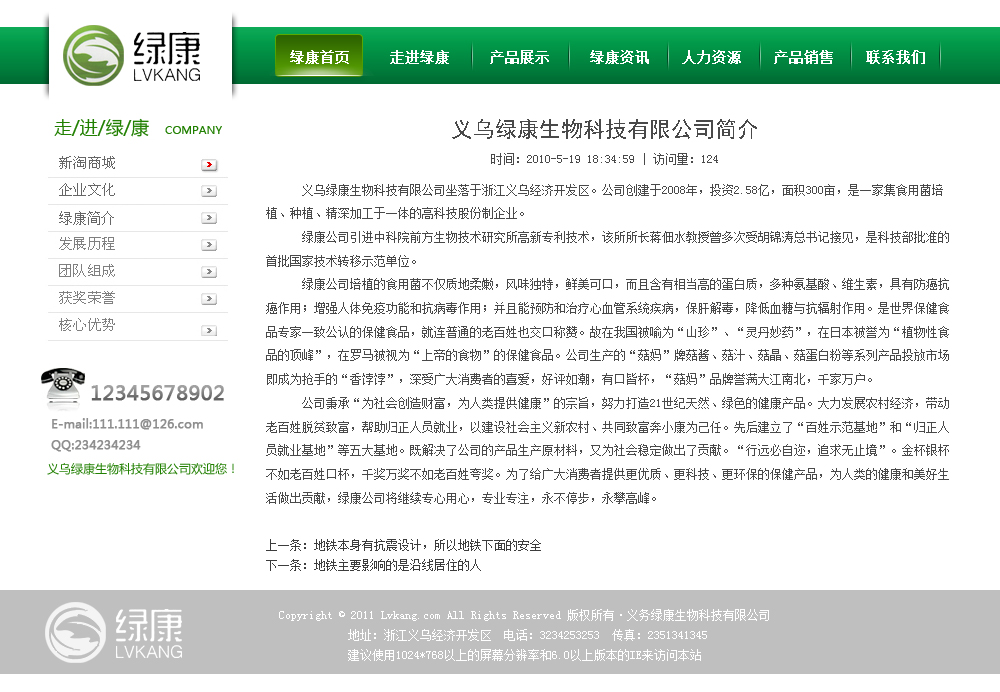 绿康
LVKANG
绿康首页 走进绿康 产品展示 绿康资讯 人力资源 产品销售 联系我们
走/进/绿/康 COMPANY
新淘商城
企业文化
绿康简介
发展历程
团队组成
获奖荣誉
核心优势
12345678902
E-mail:111.111@126.com
QQ:234234234
义乌绿康生物科技有限公司欢迎您！
义乌绿康生物科技有限公司简介
时间：2010-5-19 18:34:59 | 访问量：124
义乌绿康生物科技有限公司坐落于浙江义乌经济开发区。公司创建于2008年，投资2.58亿，面积300亩，是一家集食用菌培
植、种植、精深加工于一体的高科技股份制企业。
绿康公司引进中科院前方生物技术研究所高新专利技术，该所所长蒋佃水教授曾多次受胡锦涛总书记接见，是科技部批准的
首批国家技术转移示范单位。
绿康公司培植的食用菌不仅质地柔嫩，风味独特，鲜美可口，而且含有相当高的蛋白质，多种氨基酸、维生素，具有防癌抗
癌作用；增强人体免疫功能和抗病毒作用；并且能预防和治疗心血管系统疾病，保肝解毒，降低血糖与抗辐射作用。是世界保健食
品专家一致公认的保健食品，就连普通的老百姓也交口称赞。故在我国被喻为“山珍”、“灵丹妙药”，在日本被誉为“植物性食
品的顶峰”，在罗马被视为“上帝的食物”的保健食品。公司生产的“菇妈”牌菇酱、菇汁、菇晶、菇蛋白粉等系列产品投放市场
即成为抢手的“香饽饽”，深受广大消费者的喜爱，好评如潮，有口皆杯，“菇妈”品牌誉满大江南北，千家万户。
公司秉承“为社会创造财富，为人类提供健康”的宗旨，努力打造21世纪天然、绿色的健康产品。大力发展农村经济，带动
老百姓脱贫致富，帮助归正人员就业，以建设社会主义新农村、共同致富奔小康为己任。先后建立了“百姓示范基地”和“归正人
员就业基地”等五大基地。既解决了公司的产品生产原材料，又为社会稳定做出了贡献。“行远必自迩，追求无止境”。金杯银杯
不如老百姓口杯，千奖万奖不如老百姓夸奖。为了给广大消费者提供更优质、更科技、更环保的保健产品，为人类的健康和美好生
活做出贡献，绿康公司将继续专心用心，专业专注，永不停步，永攀高峰。
上一条：地铁本身有抗震设计，所以地铁下面的安全
下一条：地铁主要影响的是沿线居住的人
绿康
LVKANG
Copyright © 2011 Lvkang.com All Rights Reserved 版权所有·义务绿康生物科技有限公司
地址：浙江义乌经济开发区 电话：3234253253 传真：2351341345
建议使用1024*768以上的屏幕分辨率和6.0以上版本的IE来访问本站